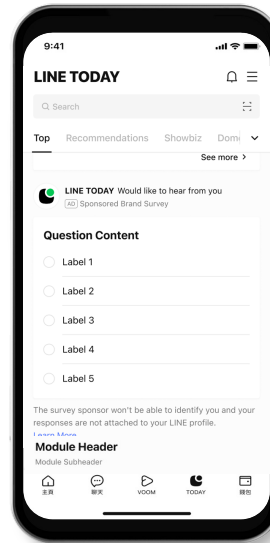 9:41
LINE TODAY
Search
Top Recommendations Showbiz Dom
See more >
LINE TODAY Would like to hear from you
AD Sponsored Brand Survey
Question Content
Label 1
Label 2
Label 3
Label 4
Label 5
The survey sponsor won't be able to identify you and your
responses are not attached to your LINE profile.
Learn More
Module Header
Module Subheader
主頁 聊天 VOOM TODAY 錢包